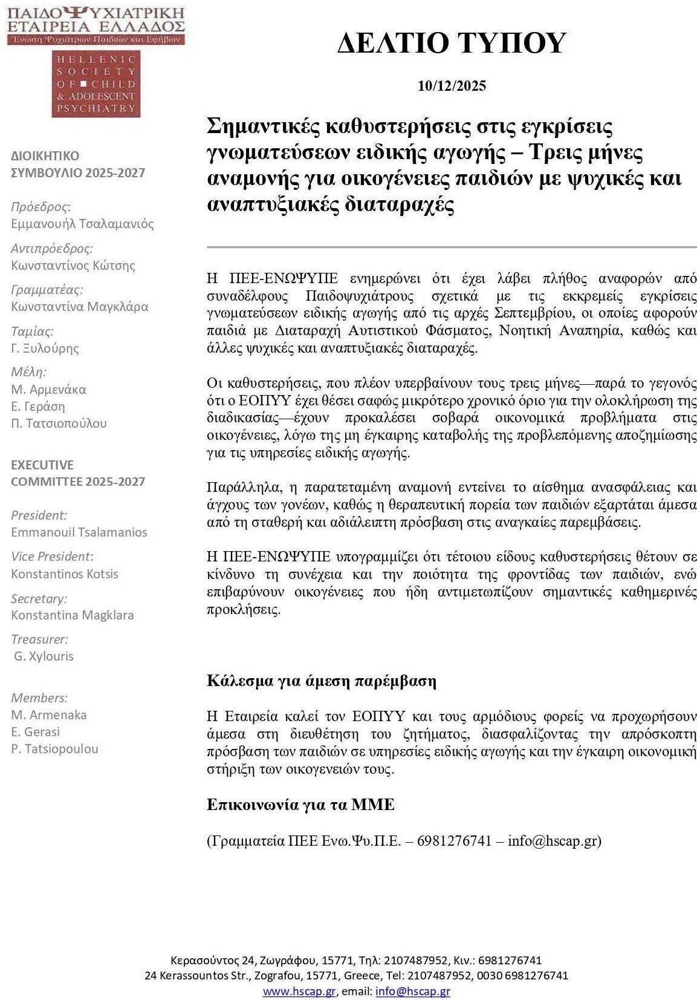 ΠΑΙΔΟΨΥΧΙΑΤΡΙΚΗ
ΕΤΑΙΡΕΙΑ ΕΛΛΑΔΟΣ
Ένωση Ψυχιάτρων Παιδιών και Εφήβων
HELLENIC
SOCIETY
OF CHILD
& ADOLESCENT
PSYCHIATRY
ΔΙΟΙΚΗΤΙΚΟ
ΣΥΜΒΟΥΛΙΟ 2025-2027
Πρόεδρος:
Εμμανουήλ Τσαλαμανιός
Αντιπρόεδρος:
Κωνσταντίνος Κώτσης
Γραμματέας:
Κωνσταντίνα Μαγκλάρα
Ταμίας:
Γ. Ξυλούρης
Μέλη:
Μ. Αρμενάκα
Ε. Γεράση
Π. Τατσιοπούλου
EXECUTIVE
COMMITTEE 2025-2027
President:
Emmanouil Tsalamanios
Vice President:
Konstantinos Kotsis
Secretary:
Konstantina Magklara
Treasurer:
G. Xylouris
Members:
M. Armenaka
E. Gerasi
P. Tatsiopoulou
ΔΕΛΤΙΟ ΤΥΠΟΥ
10/12/2025
Σημαντικές καθυστερήσεις στις εγκρίσεις
γνωματεύσεων ειδικής αγωγής – Τρεις μήνες
αναμονής για οικογένειες παιδιών με ψυχικές και
αναπτυξιακές διαταραχές
Η ΠΕΕ-ΕΝΩΨΥΠΕ ενημερώνει ότι έχει λάβει πλήθος αναφορών από
συναδέλφους Παιδοψυχιάτρους σχετικά με τις εκκρεμείς εγκρίσεις
γνωματεύσεων ειδικής αγωγής από τις αρχές Σεπτεμβρίου, οι οποίες αφορούν
παιδιά με Διαταραχή Αυτιστικού Φάσματος, Νοητική Αναπηρία, καθώς και
άλλες ψυχικές και αναπτυξιακές διαταραχές.
Οι καθυστερήσεις, που πλέον υπερβαίνουν τους τρεις μήνες—παρά το γεγονός
ότι ο ΕΟΠΥΥ έχει θέσει σαφώς μικρότερο χρονικό όριο για την ολοκλήρωση της
διαδικασίας—έχουν προκαλέσει σοβαρά οικονομικά προβλήματα στις
οικογένειες, λόγω της μη έγκαιρης καταβολής της προβλεπόμενης αποζημίωσης
για τις υπηρεσίες ειδικής αγωγής.
Παράλληλα, η παρατεταμένη αναμονή εντείνει το αίσθημα ανασφάλειας και
άγχους των γονέων, καθώς η θεραπευτική πορεία των παιδιών εξαρτάται άμεσα
από τη σταθερή και αδιάλειπτη πρόσβαση στις αναγκαίες παρεμβάσεις.
Η ΠΕΕ-ΕΝΩΨΥΠΕ υπογραμμίζει ότι τέτοιου είδους καθυστερήσεις θέτουν σε
κίνδυνο τη συνέχεια και την ποιότητα της φροντίδας των παιδιών, ενώ
επιβαρύνουν οικογένειες που ήδη αντιμετωπίζουν σημαντικές καθημερινές
προκλήσεις.
Κάλεσμα για άμεση παρέμβαση
Η Εταιρεία καλεί τον ΕΟΠΥΥ και τους αρμόδιους φορείς να προχωρήσουν
άμεσα στη διευθέτηση του ζητήματος, διασφαλίζοντας την απρόσκοπτη
πρόσβαση των παιδιών σε υπηρεσίες ειδικής αγωγής και την έγκαιρη οικονομική
στήριξη των οικογενειών τους.
Επικοινωνία για τα ΜΜΕ
(Γραμματεία ΠΕΕ Ενω.Ψυ.Π.Ε. – 6981276741 – info@hscap.gr)
Κερασούντος 24, Ζωγράφου, 15771, Τηλ: 2107487952, Κιν.: 6981276741
24 Kerassountos Str., Zografou, 15771, Greece, Tel: 2107487952, 0030 6981276741
www.hscap.gr, email: info@hscap.gr